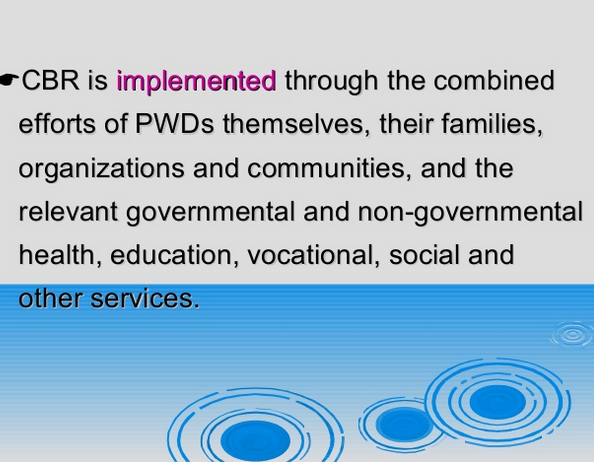 ☛CBR is implemented through the combined
efforts of PWDs themselves, their families,
organizations and communities, and the
relevant governmental and non-governmental
health, education, vocational, social and
other services.